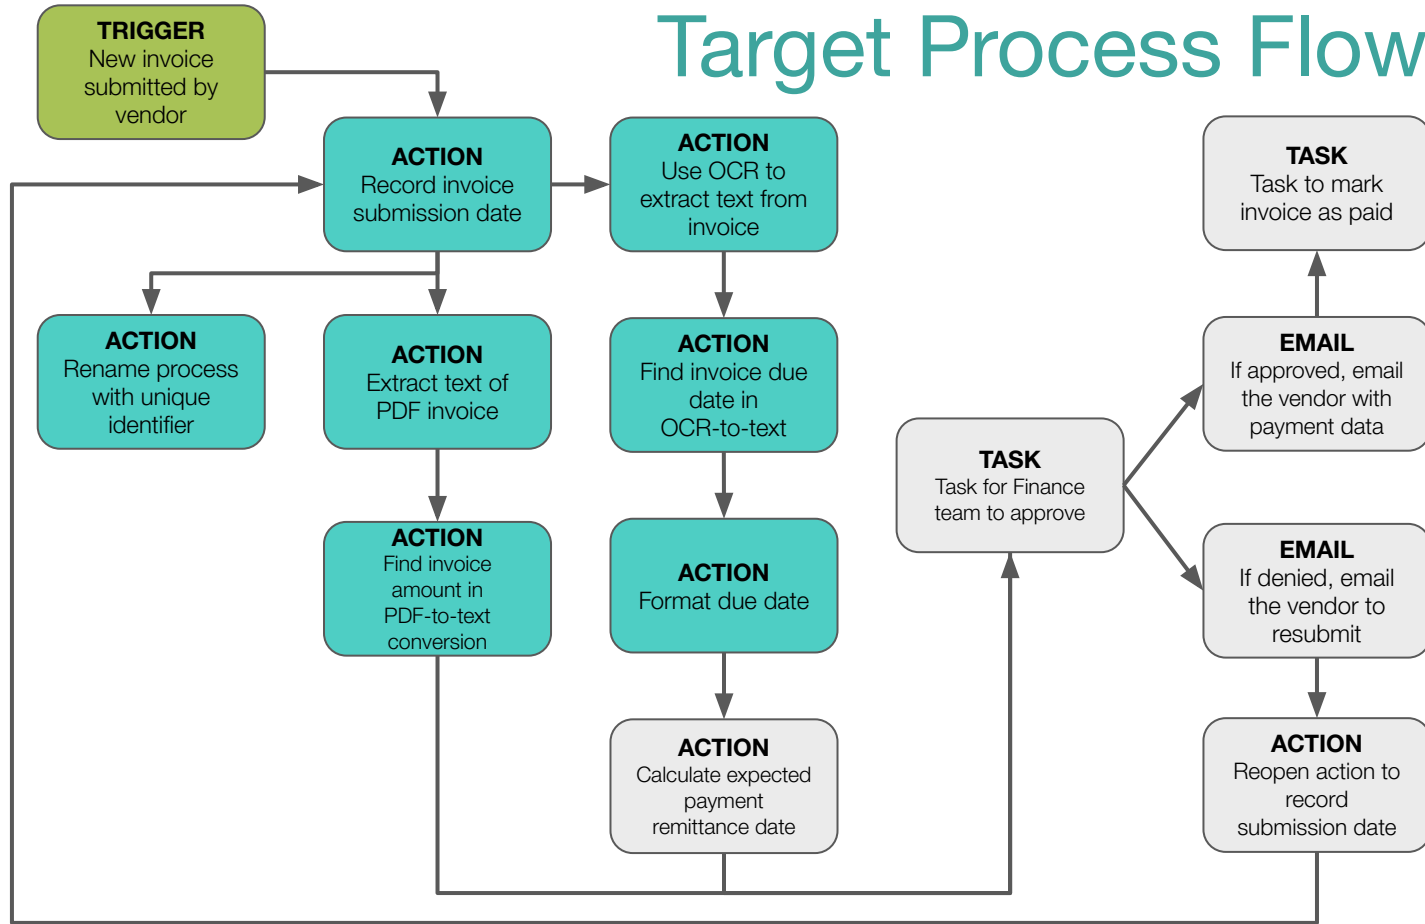 Target Process Flow
TRIGGER
New invoice
submitted by
vendor
ACTION
Record invoice
submission date
ACTION
Use OCR to
extract text from
invoice
TASK
Task to mark
invoice as paid
ACTION
Rename process
with unique
identifier
ACTION
Extract text of
PDF invoice
ACTION
Find invoice due
date in
OCR-to-text
EMAIL
If approved, email
the vendor with
payment data
TASK
Task for Finance
team to approve
ACTION
Find invoice
amount in
PDF-to-text
conversion
ACTION
Format due date
EMAIL
If denied, email
the vendor to
resubmit
ACTION
Calculate expected
payment
remittance date
ACTION
Reopen action to
record
submission date